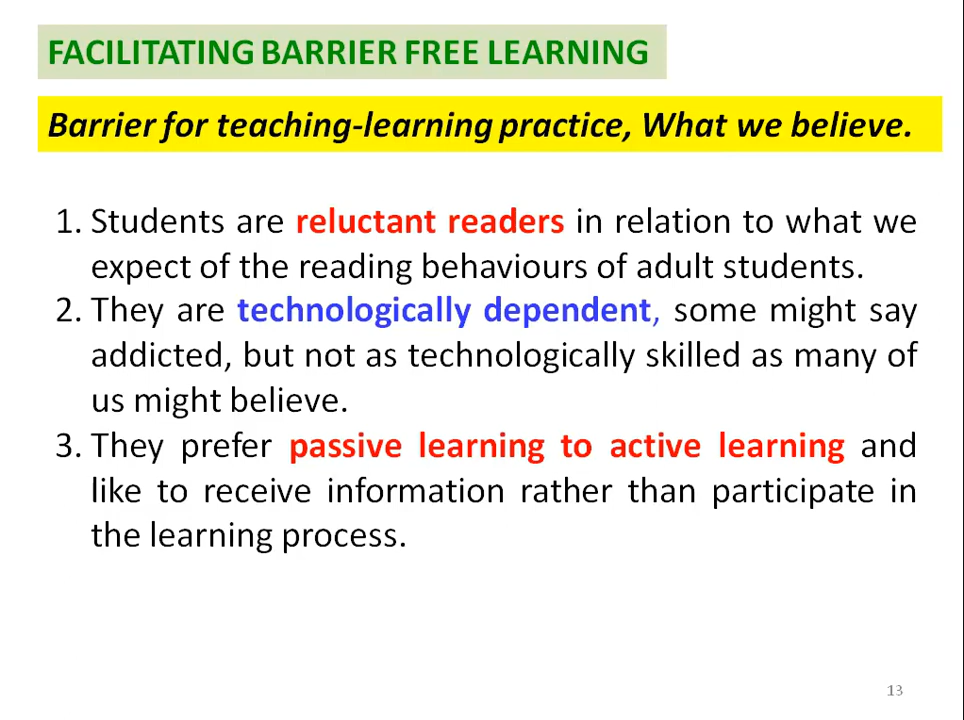 FACILITATING BARRIER FREE LEARNING
Barrier for teaching-learning practice, What we believe.
1. Students are reluctant readers in relation to what we
expect of the reading behaviours of adult students.
2. They are technologically dependent, some might say
addicted, but not as technologically skilled as many of
us might believe.
3. They prefer passive learning to active learning and
like to receive information rather than participate in
the learning process.
13